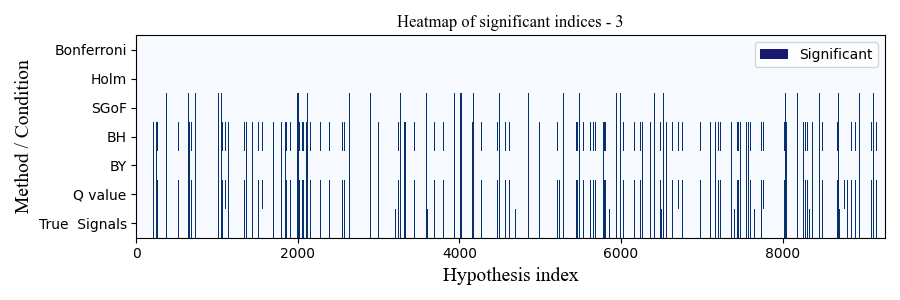 Heatmap of significant indices - 3
Method / Condition
Bonferroni
Holm
SGoF
BH
BY
Q value
True  Signals
Significant
0 2000 4000 6000 8000
Hypothesis index